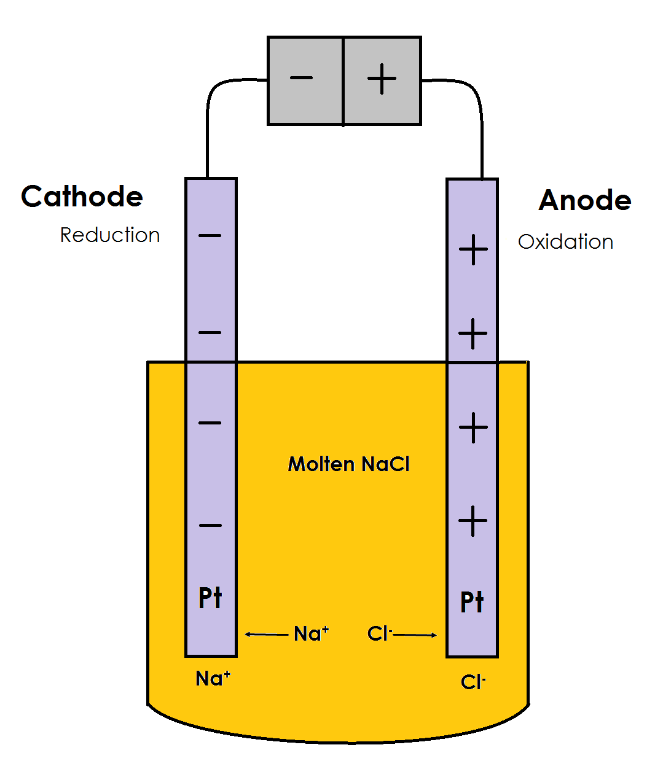 − +
Cathode
Reduction
Anode
Oxidation
− +
− +
− +
− +
Molten NaCl
Pt
Pt
Na⁺
Cl⁻
Na⁺
Cl⁻